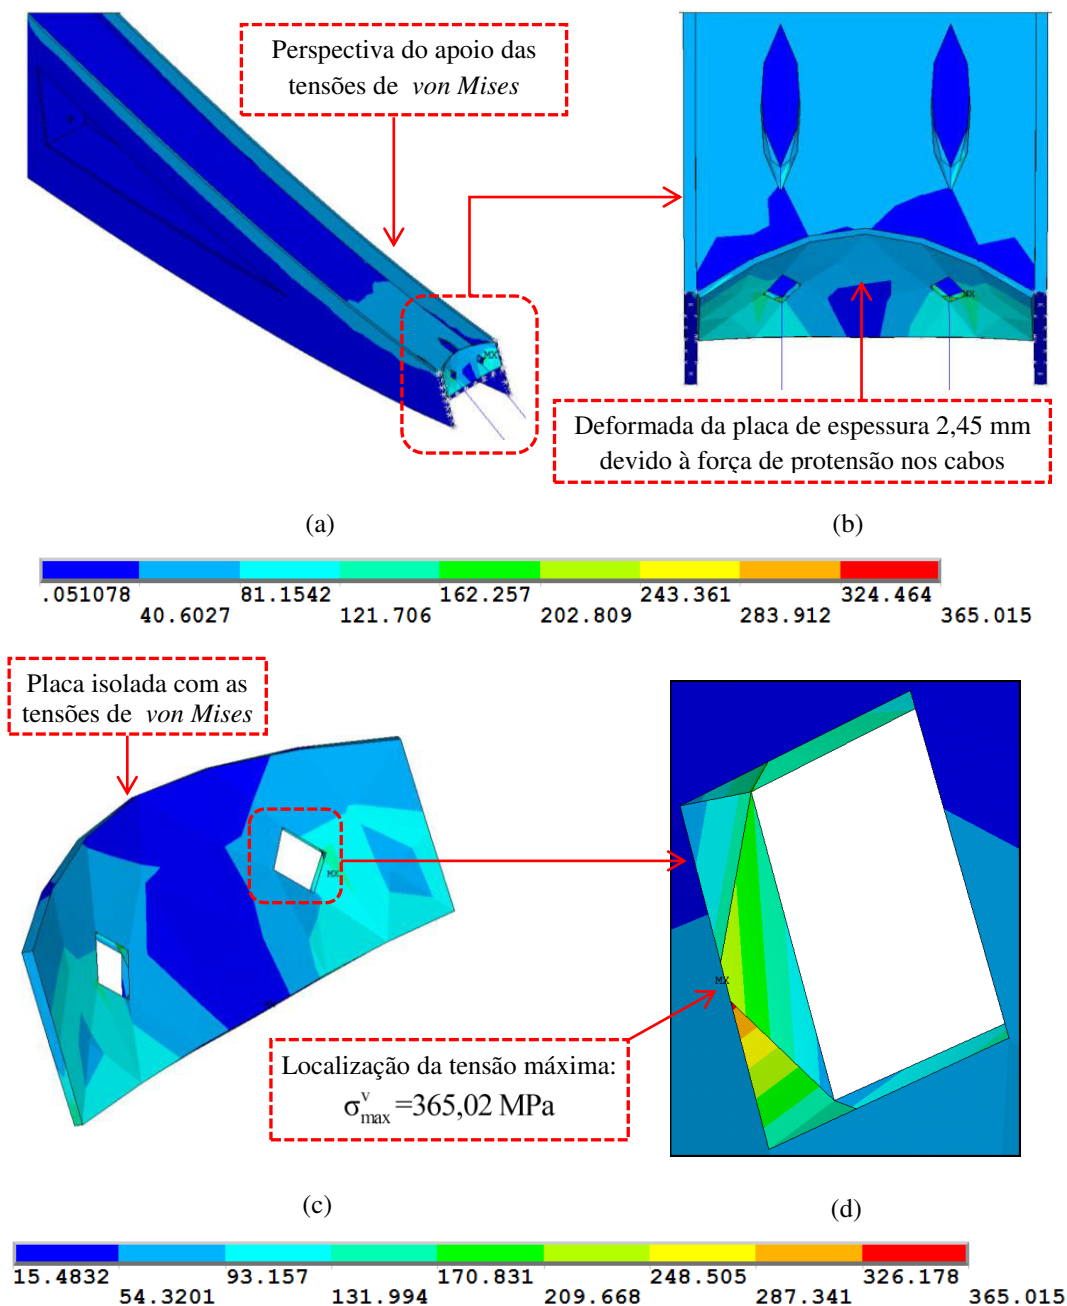 Perspectiva do apoio das
tensões de von Mises
MX
MX
Deformada da placa de espessura 2,45 mm
devido à força de protensão nos cabos
(a)
(b)
.051078 81.1542 162.257 243.361 324.464
40.6027 121.706 202.809 283.912 365.015
Placa isolada com as
tensões de von Mises
MX
MX
Localização da tensão máxima:
σᵛmax =365,02 MPa
(c)
(d)
15.4832 93.157 170.831 248.505 326.178
54.3201 131.994 209.668 287.341 365.015